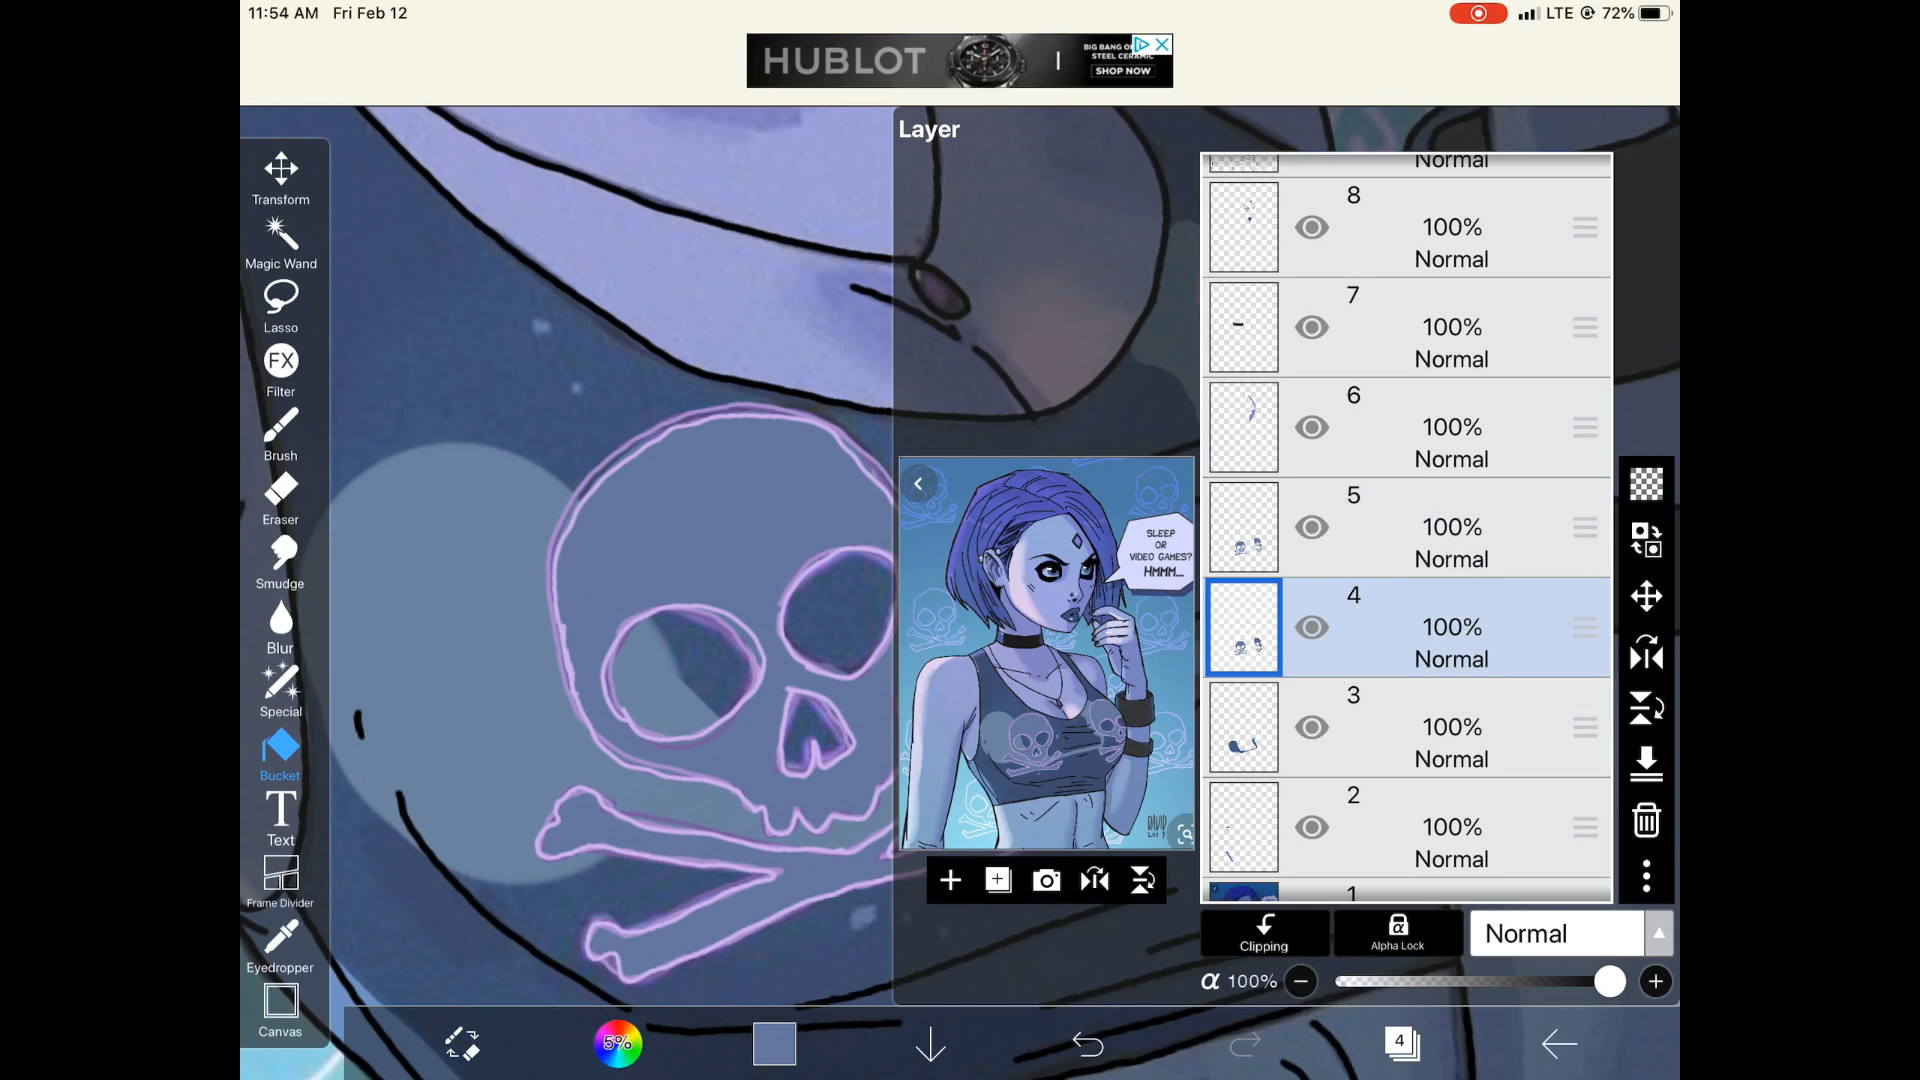 11:54 AM Fri Feb 12
LTE 72%
HUBLOT
STEEL CERAMIC
SHOP NOW
Layer
Normal
8
100%
Normal
7
100%
Normal
6
100%
Normal
5
100%
Normal
4
100%
Normal
3
100%
Normal
2
100%
Normal
1
Transform
Magic Wand
Lasso
FX
Filter
Brush
Eraser
Smudge
Blur
Special
Bucket
T
Text
Frame Divider
Eyedropper
Canvas
SLEEP
OR
VIDEO GAMES?
HMMM...
DAVID
Clipping
α
Alpha Lock
Normal
α 100%
5%
4